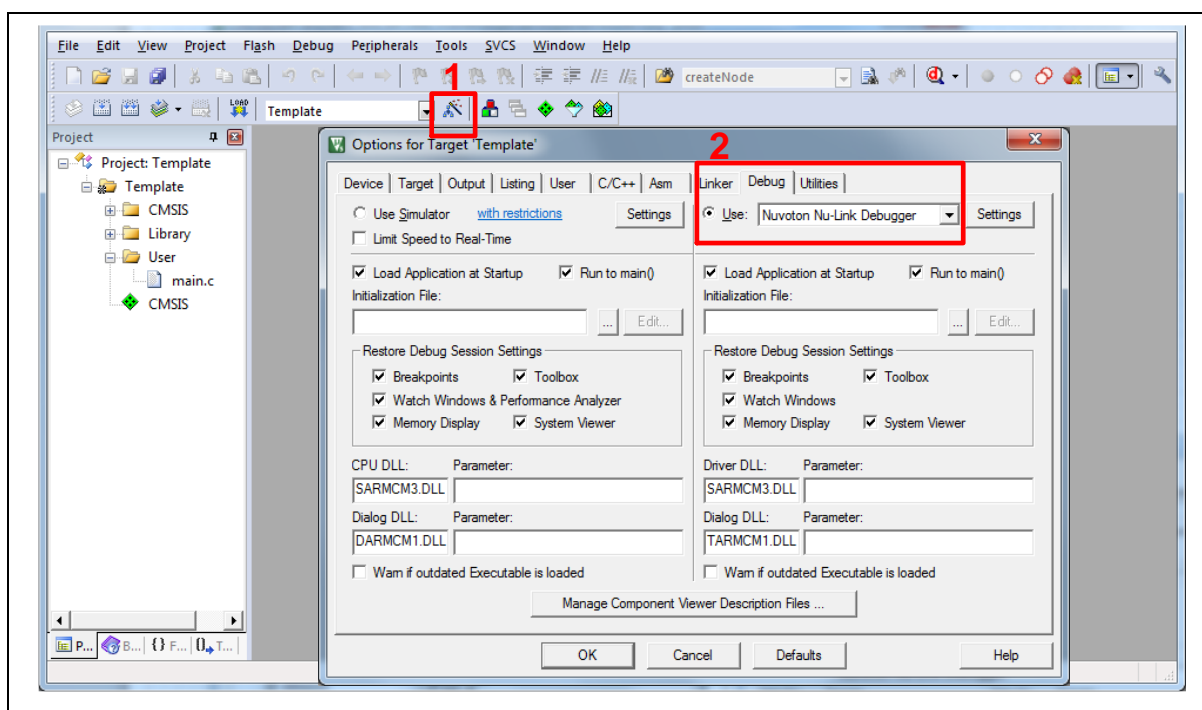 File Edit View Project Flash Debug Peripherals Tools SVCS Window Help
1
createNode
LOAD
Template
Project
Project: Template
Template
CMSIS
Library
User
main.c
CMSIS
P... B... {} F... 0 T...
Options for Target 'Template'
2
Device Target Output Listing User C/C++ Asm Linker Debug Utilities
Use Simulator with restrictions Settings
Use: Nuvoton Nu-Link Debugger Settings
Limit Speed to Real-Time
Load Application at Startup Run to main()
Load Application at Startup Run to main()
Initialization File:
Initialization File:
... Edit...
... Edit...
Restore Debug Session Settings
Restore Debug Session Settings
Breakpoints Toolbox
Breakpoints Toolbox
Watch Windows & Performance Analyzer
Watch Windows
Memory Display System Viewer
Memory Display System Viewer
CPU DLL: Parameter:
Driver DLL: Parameter:
SARMCM3.DLL
SARMCM3.DLL
Dialog DLL: Parameter:
Dialog DLL: Parameter:
DARMCM1.DLL
TARMCM1.DLL
Warn if outdated Executable is loaded
Warn if outdated Executable is loaded
Manage Component Viewer Description Files ...
OK Cancel Defaults Help